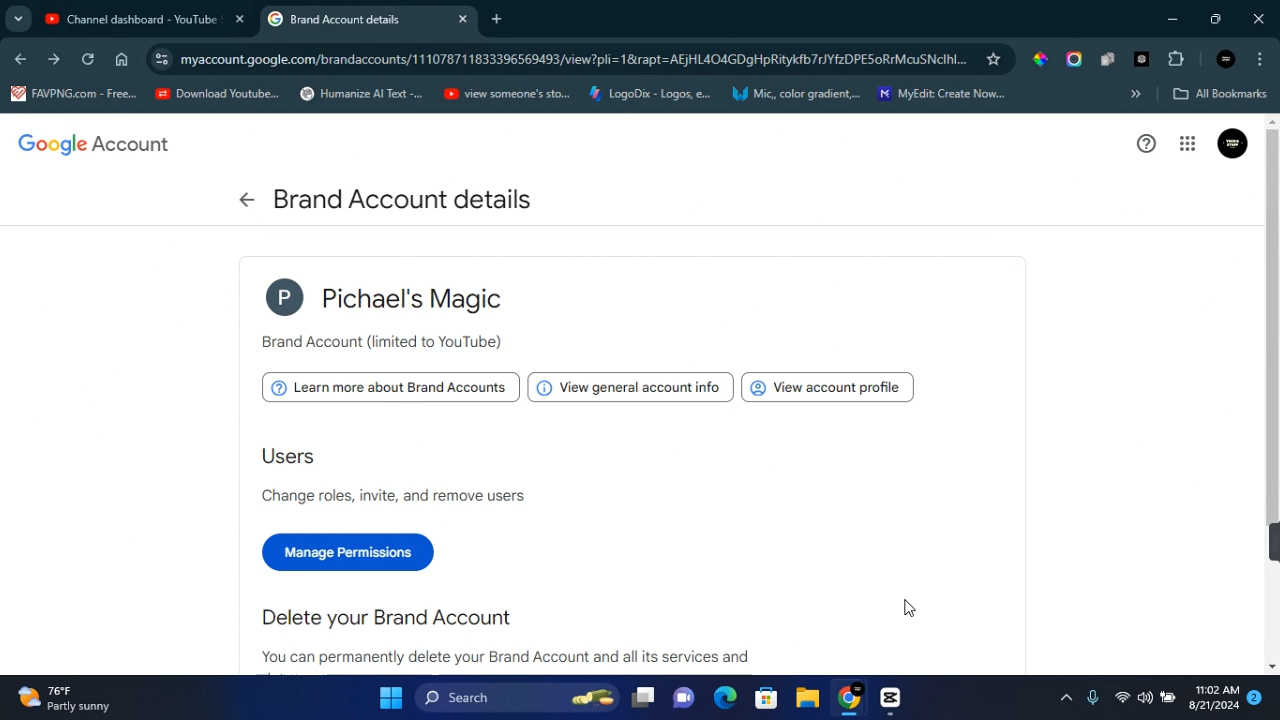 Channel dashboard - YouTube
Brand Account details
myaccount.google.com/brandaccounts/111078711833396569493/view?pli=1&rapt=AEjHL4O4GDgHpRitykfb7rJYfzDPE5oRrMcuSNcIhl...
FAVPNG.com - Free...
Download Youtube...
Humanize AI Text -...
view someone's sto...
LogoDix - Logos, e...
Mic,, color gradient,...
MyEdit: Create Now...
»
All Bookmarks
Google Account
Brand Account details
P
Pichael's Magic
Brand Account (limited to YouTube)
Learn more about Brand Accounts
View general account info
View account profile
Users
Change roles, invite, and remove users
Manage Permissions
Delete your Brand Account
You can permanently delete your Brand Account and all its services and
76°F
Partly sunny
Search
11:02 AM
8/21/2024
2